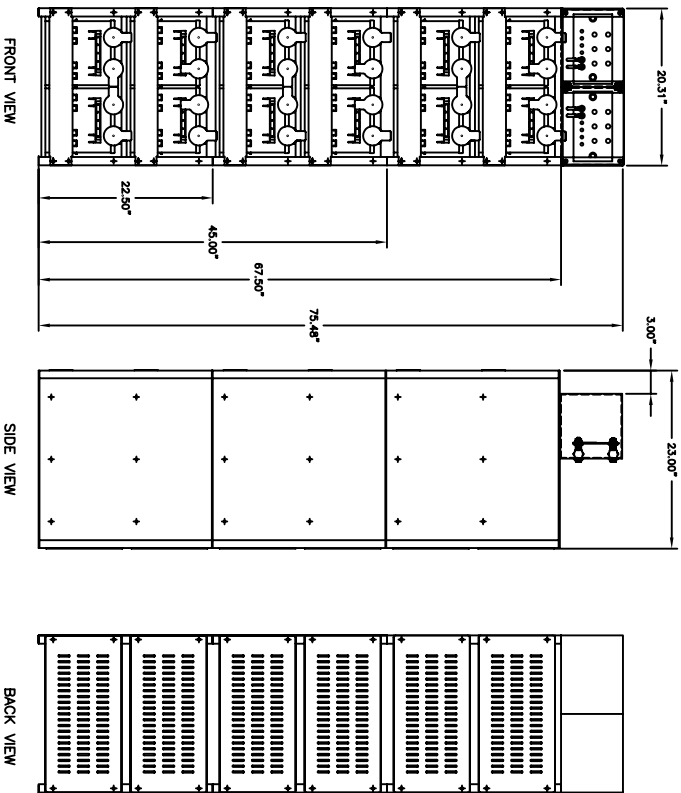 20.31"
22.50"
45.00"
67.50"
75.48"
FRONT VIEW
3.00"
23.00"
SIDE VIEW
BACK VIEW